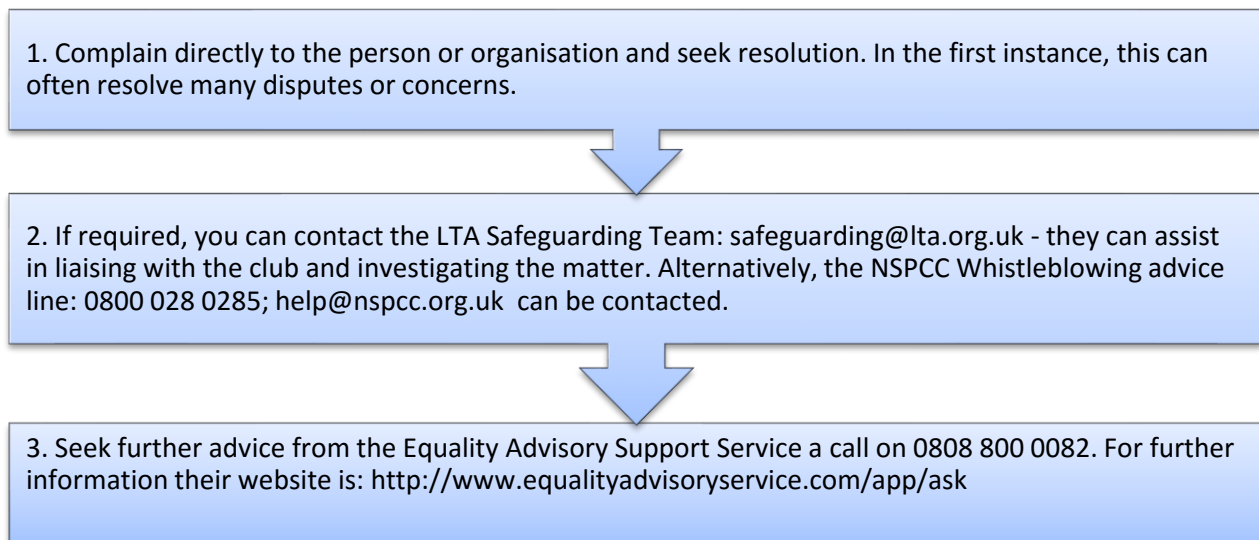 1. Complain directly to the person or organisation and seek resolution. In the first instance, this can
often resolve many disputes or concerns.
2. If required, you can contact the LTA Safeguarding Team: safeguarding@lta.org.uk - they can assist
in liaising with the club and investigating the matter. Alternatively, the NSPCC Whistleblowing advice
line: 0800 028 0285; help@nspcc.org.uk  can be contacted.
3. Seek further advice from the Equality Advisory Support Service a call on 0808 800 0082. For further
information their website is: http://www.equalityadvisoryservice.com/app/ask